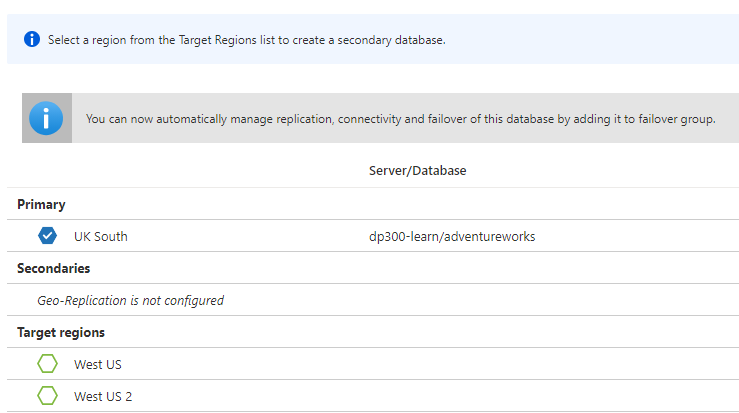 Select a region from the Target Regions list to create a secondary database.
You can now automatically manage replication, connectivity and failover of this database by adding it to failover group.
Server/Database
Primary
UK South dp300-learn/adventureworks
Secondaries
Geo-Replication is not configured
Target regions
West US
West US 2